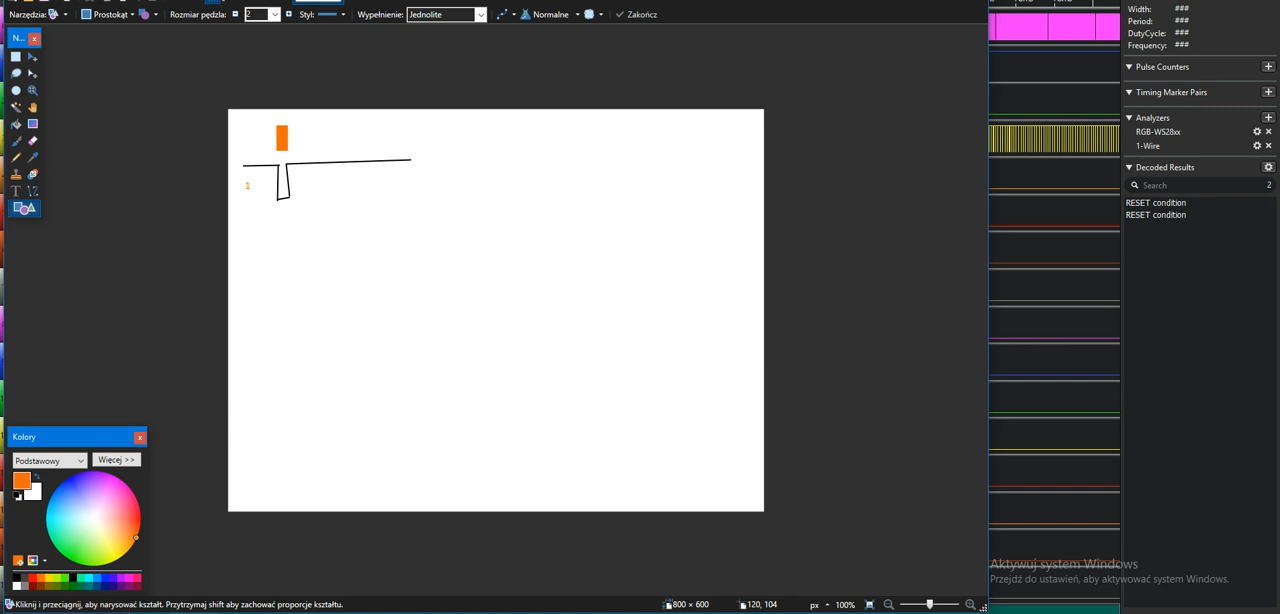 Narzędzia:
Prostokąt
Rozmiar pędzla:
2
Styl:
Wypełnienie:
Jednolite
Normalne
Zakończ
N...
x
T
1
Kolory
x
Podstawowy
Więcej >>
Kliknij i przeciągnij, aby narysować kształt. Przytrzymaj shift aby zachować proporcje kształtu.
800 × 600
120, 104
px
100%
Width: ###
Period: ###
DutyCycle: ###
Frequency: ###
Pulse Counters
Timing Marker Pairs
Analyzers
RGB-WS28xx
1-Wire
Decoded Results
Search
2
RESET condition
RESET condition
Aktywuj system Windows
Przejdź do ustawień, aby aktywować system Windows.